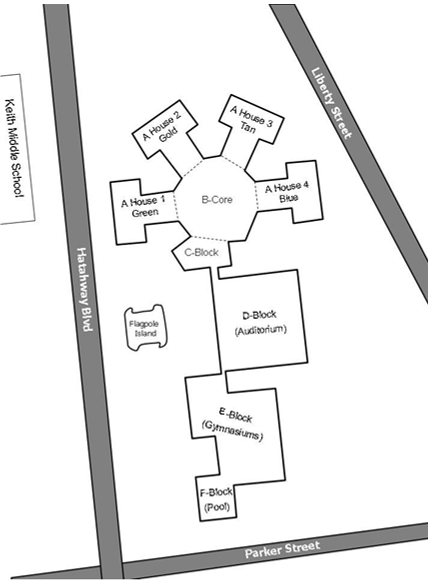 Liberty Street
A House 2
Gold
A House 3
Tan
Keith Middle School
A House 1
Green
B-Core
A House 4
Blue
C-Block
Hatahway Blvd
Flagpole
Island
D-Block
(Auditorium)
E-Block
(Gymnasiums)
F-Block
(Pool)
Parker Street